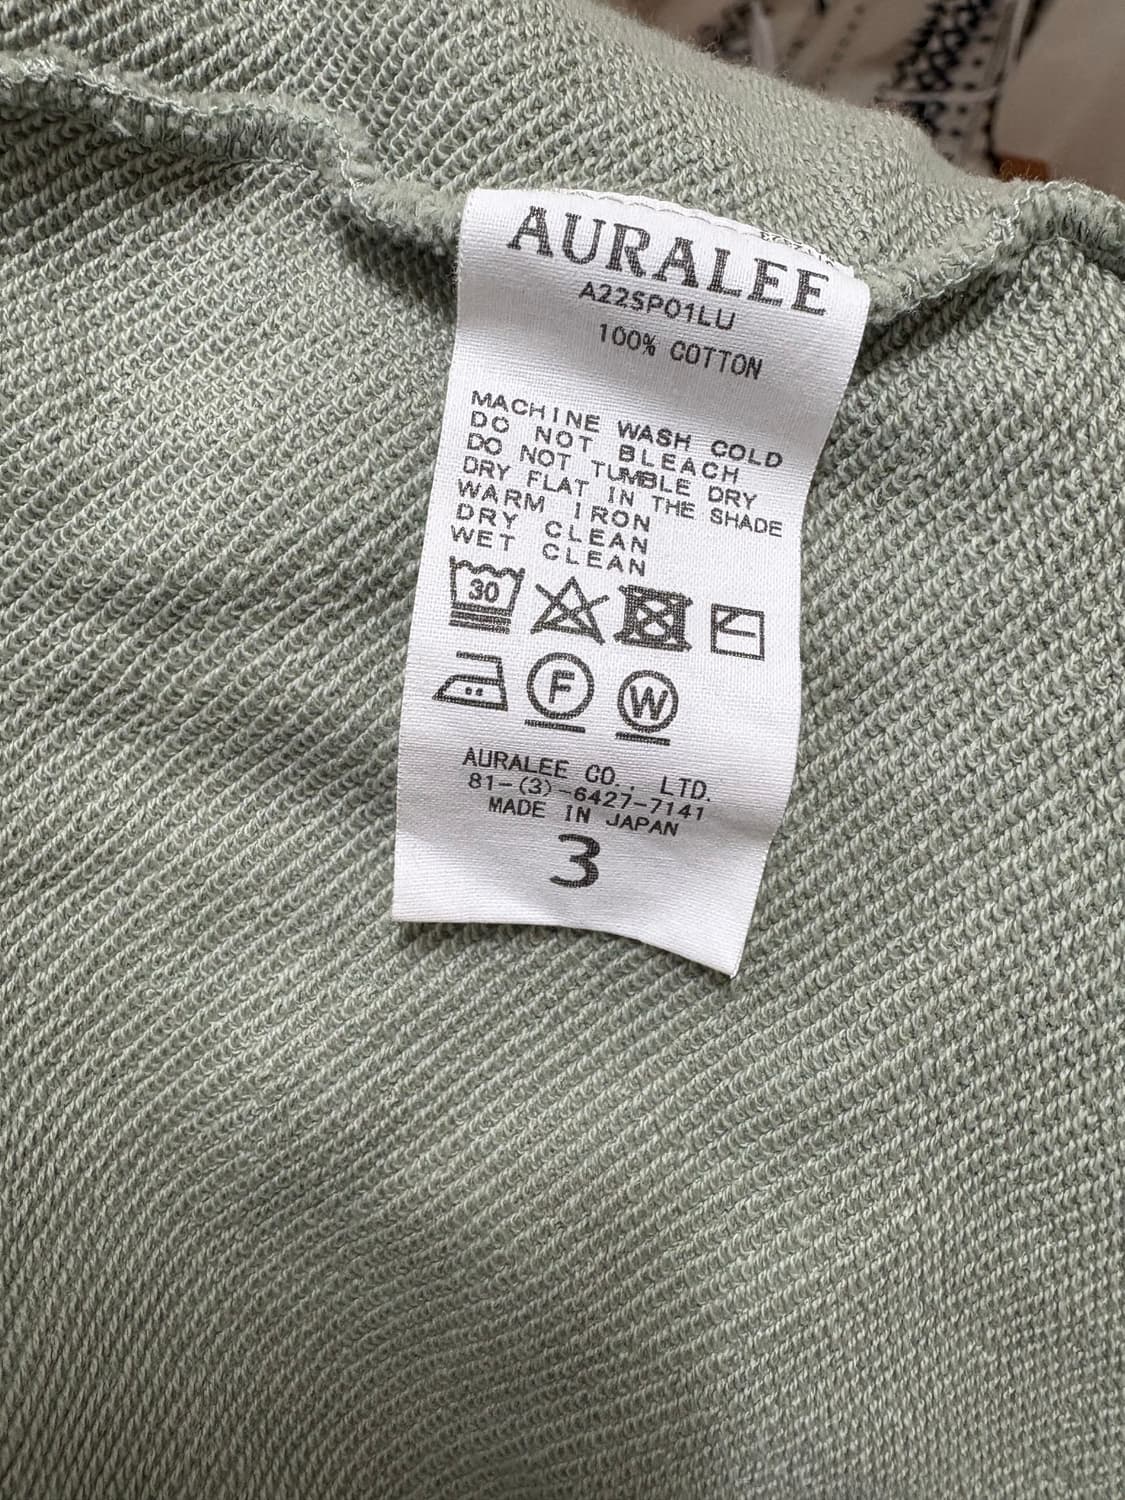 AURALEE
A22SP01LU
100% COTTON
MACHINE WASH COLD
DO NOT BLEACH
DO NOT TUMBLE DRY
DRY FLAT IN THE SHADE
WARM IRON
DRY CLEAN
WET CLEAN
30
F W
AURALEE CO., LTD.
81-(3)-6427-7141
MADE IN JAPAN
3